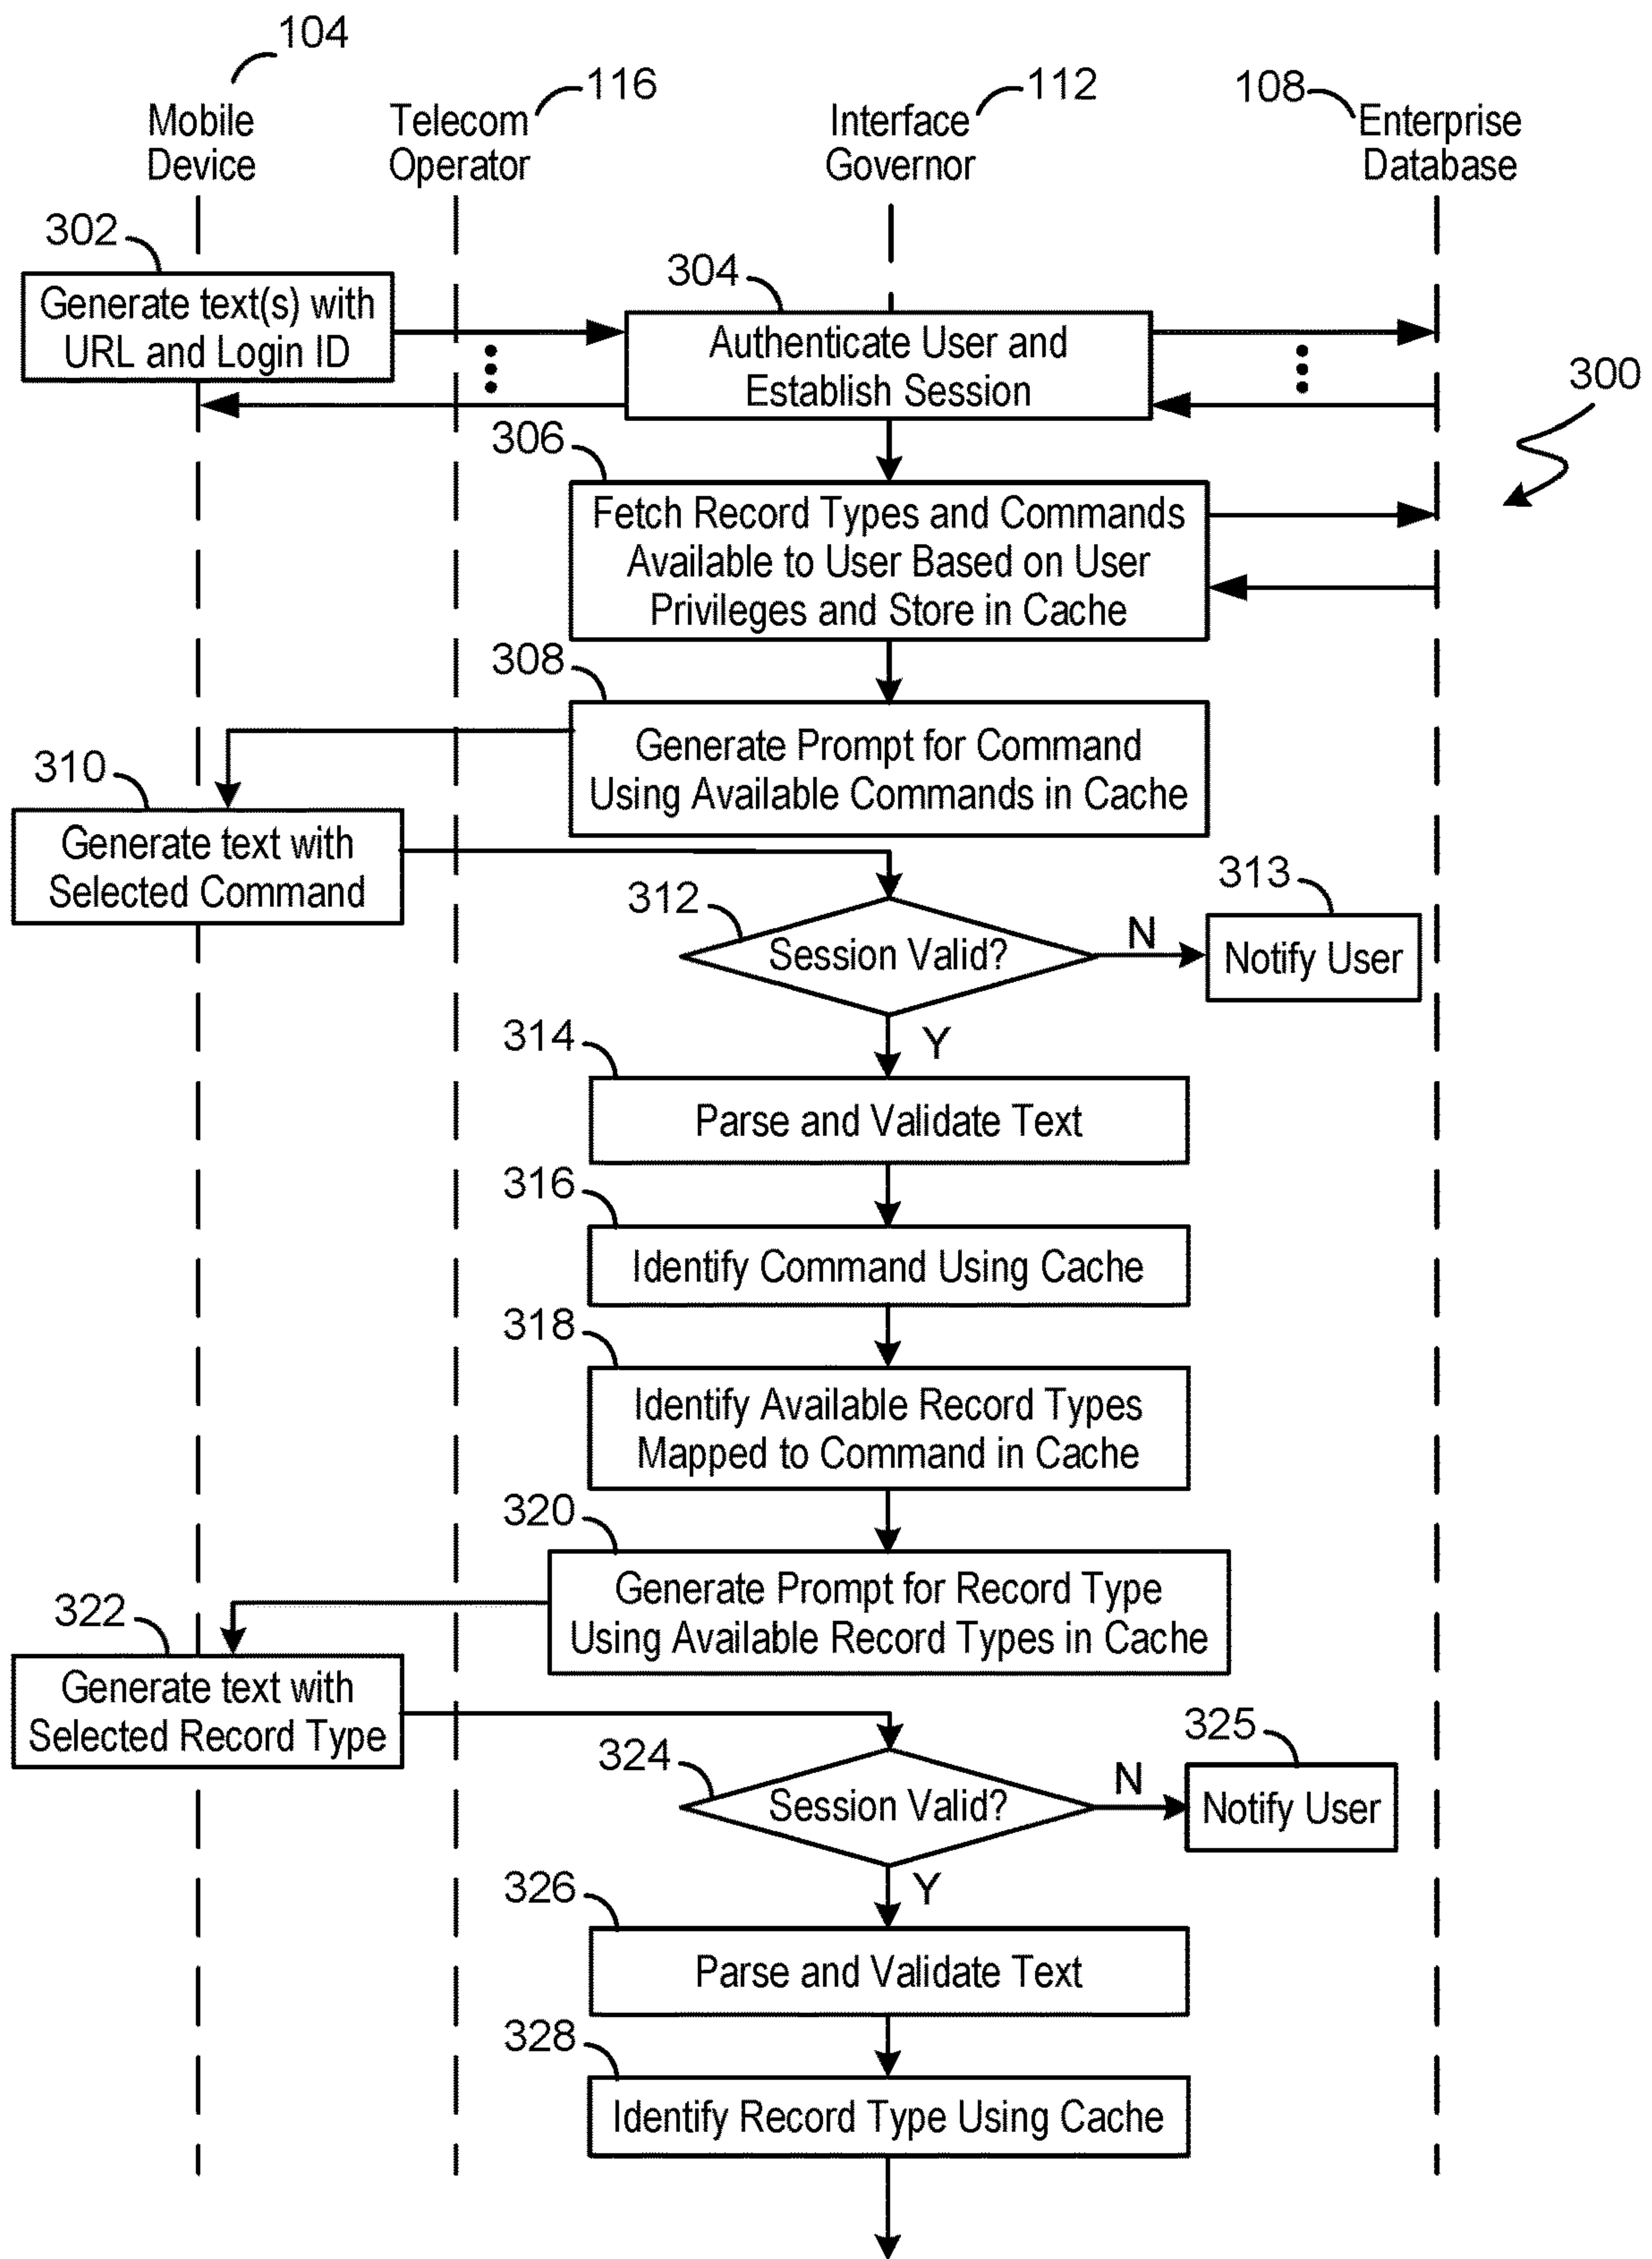 104
116
112
108
Mobile
Device
Telecom
Operator
Interface
Governor
Enterprise
Database
302
Generate text(s) with
URL and Login ID
304
Authenticate User and
Establish Session
300
306
Fetch Record Types and Commands
Available to User Based on User
Privileges and Store in Cache
308
Generate Prompt for Command
Using Available Commands in Cache
310
Generate text with
Selected Command
312
Session Valid?
N
313
Notify User
Y
314
Parse and Validate Text
316
Identify Command Using Cache
318
Identify Available Record Types
Mapped to Command in Cache
320
Generate Prompt for Record Type
Using Available Record Types in Cache
322
Generate text with
Selected Record Type
324
Session Valid?
N
325
Notify User
Y
326
Parse and Validate Text
328
Identify Record Type Using Cache